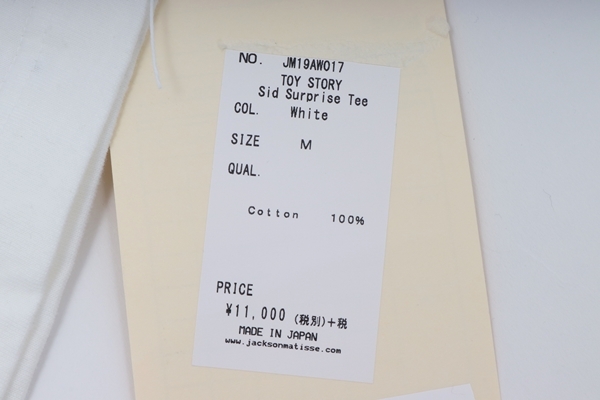 NO. JM19AW017
TOY STORY
Sid Surprise Tee
COL. White
SIZE M
QUAL.
Cotton 100%
PRICE
¥11,000 (税別)+税
MADE IN JAPAN
www.jacksonmatisse.com